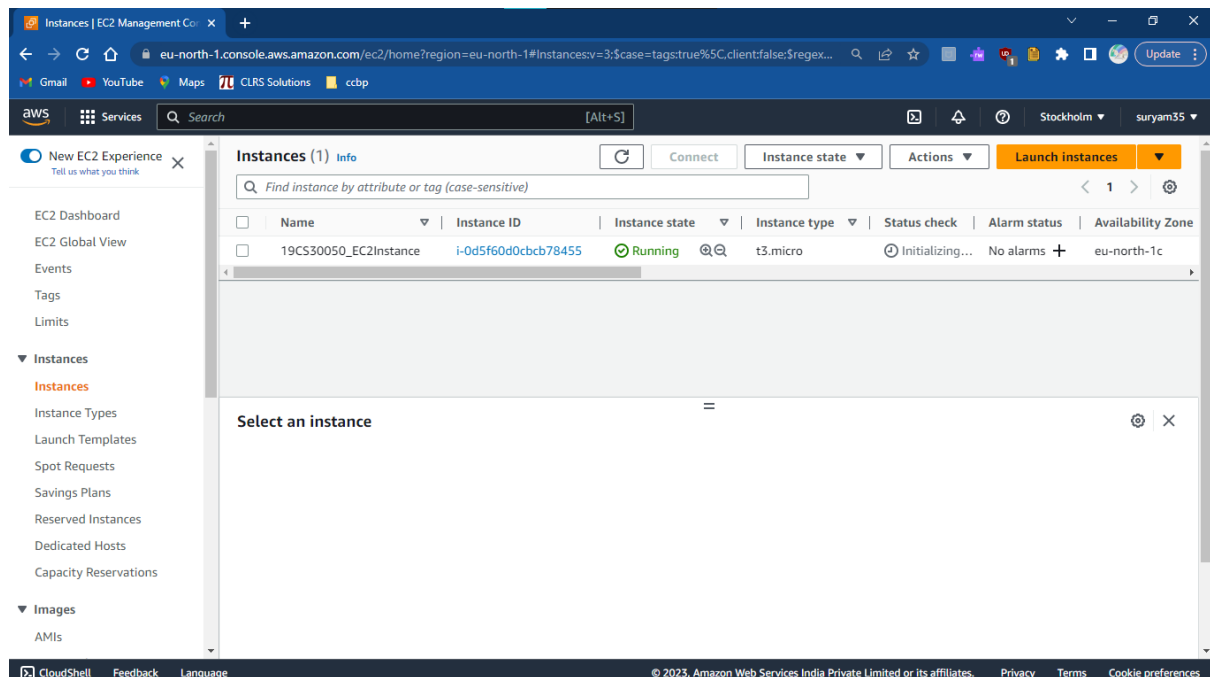 Instances | EC2 Management Con
eu-north-1.console.aws.amazon.com/ec2/home?region=eu-north-1#Instances:v=3;$case=tags:true%5C,client:false;$regex...
Update
Gmail YouTube Maps CLRS Solutions ccbp
aws Services Search [Alt+S] Stockholm suryam35
New EC2 Experience
Tell us what you think
EC2 Dashboard
EC2 Global View
Events
Tags
Limits
Instances
Instances
Instance Types
Launch Templates
Spot Requests
Savings Plans
Reserved Instances
Dedicated Hosts
Capacity Reservations
Images
AMIs
Instances (1) Info Connect Instance state Actions Launch instances
Find instance by attribute or tag (case-sensitive) 1
Name Instance ID Instance state Instance type Status check Alarm status Availability Zone
19CS30050_EC2Instance i-0d5f60d0cbcb78455 Running t3.micro Initializing... No alarms + eu-north-1c
Select an instance
CloudShell Feedback Language © 2023, Amazon Web Services India Private Limited or its affiliates. Privacy Terms Cookie preferences